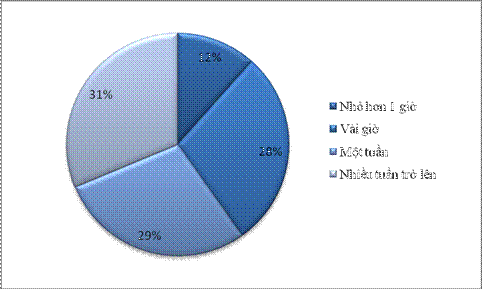 12%
28%
29%
31%
Nhỏ hơn 1 giờ
Vài giờ
Một tuần
Nhiều tuần trở lên